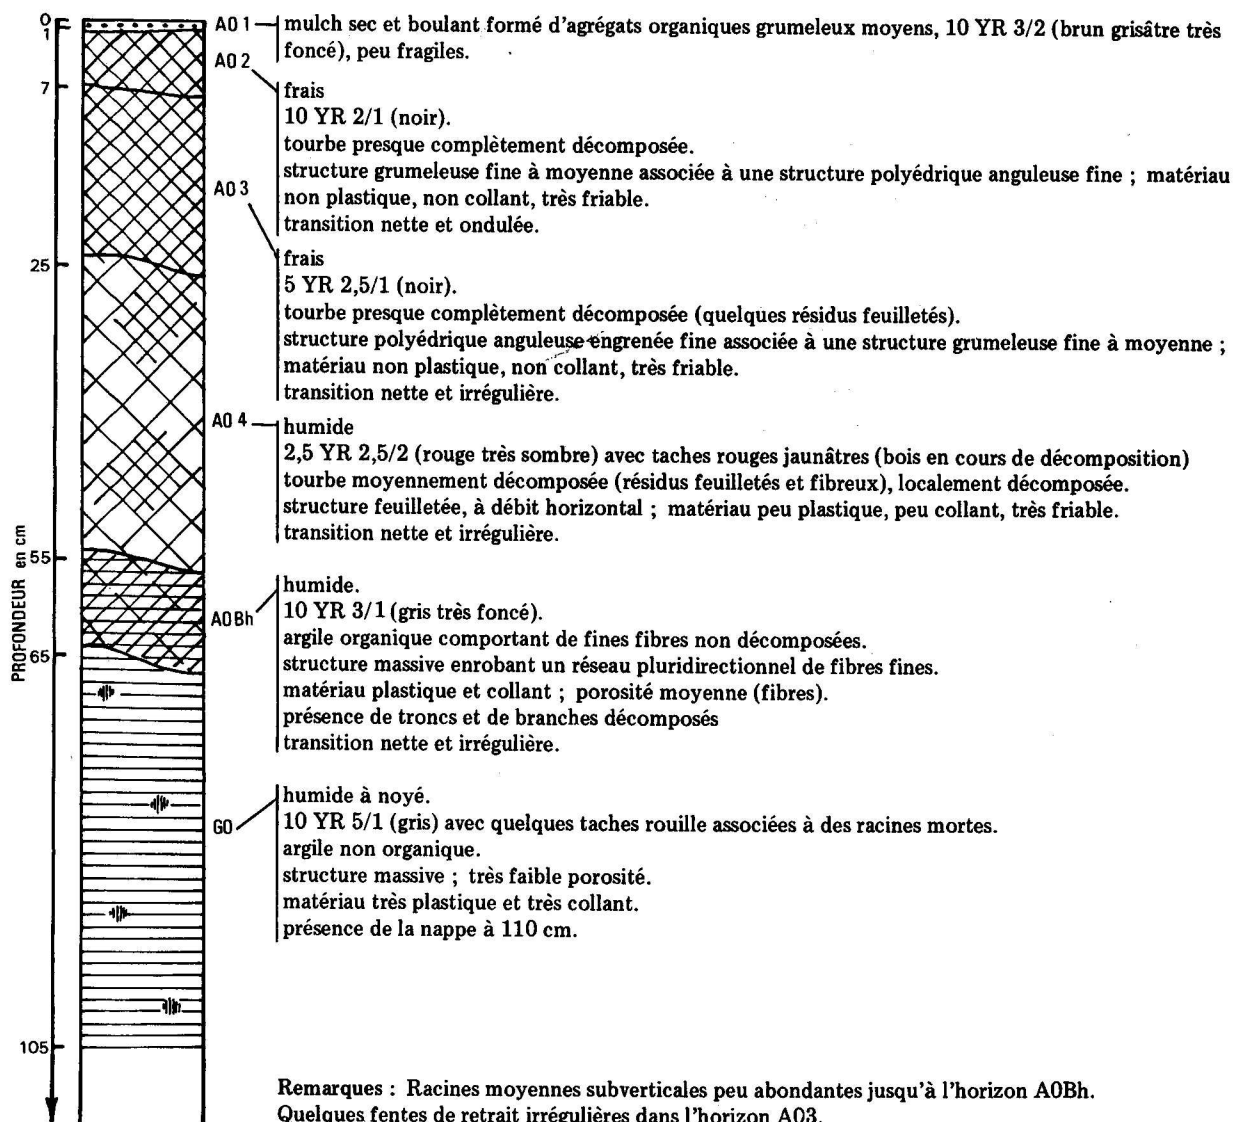 0
1
7
25
55
65
105
PROFONDEUR en cm
A01
mulch sec et boulant formé d'agrégats organiques grumeleux moyens, 10 YR 3/2 (brun grisâtre très
foncé), peu fragiles.
A02
frais
10 YR 2/1 (noir).
tourbe presque complètement décomposée.
structure grumeleuse fine à moyenne associée à une structure polyédrique anguleuse fine ; matériau
non plastique, non collant, très friable.
transition nette et ondulée.
A03
frais
5 YR 2,5/1 (noir).
tourbe presque complètement décomposée (quelques résidus feuilletés).
structure polyédrique anguleuse engrenée fine associée à une structure grumeleuse fine à moyenne ;
matériau non plastique, non collant, très friable.
transition nette et irrégulière.
A04
humide
2,5 YR 2,5/2 (rouge très sombre) avec taches rouges jaunâtres (bois en cours de décomposition)
tourbe moyennement décomposée (résidus feuilletés et fibreux), localement décomposée.
structure feuilletée, à débit horizontal ; matériau peu plastique, peu collant, très friable.
transition nette et irrégulière.
A0Bh
humide.
10 YR 3/1 (gris très foncé).
argile organique comportant de fines fibres non décomposées.
structure massive enrobant un réseau pluridirectionnel de fibres fines.
matériau plastique et collant ; porosité moyenne (fibres).
présence de troncs et de branches décomposés
transition nette et irrégulière.
G0
humide à noyé.
10 YR 5/1 (gris) avec quelques taches rouille associées à des racines mortes.
argile non organique.
structure massive ; très faible porosité.
matériau très plastique et très collant.
présence de la nappe à 110 cm.
Remarques : Racines moyennes subverticales peu abondantes jusqu'à l'horizon A0Bh.
Quelques fentes de retrait irrégulières dans l'horizon A03.